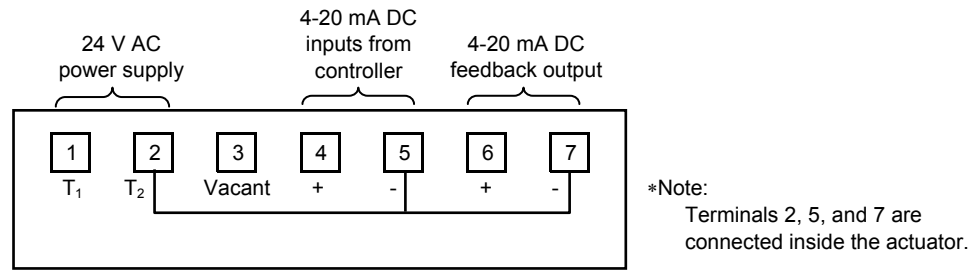 24 V AC
power supply
4-20 mA DC
inputs from
controller
4-20 mA DC
feedback output
1 2 3 4 5 6 7
T₁ T₂ Vacant + - + -
*Note:
Terminals 2, 5, and 7 are
connected inside the actuator.